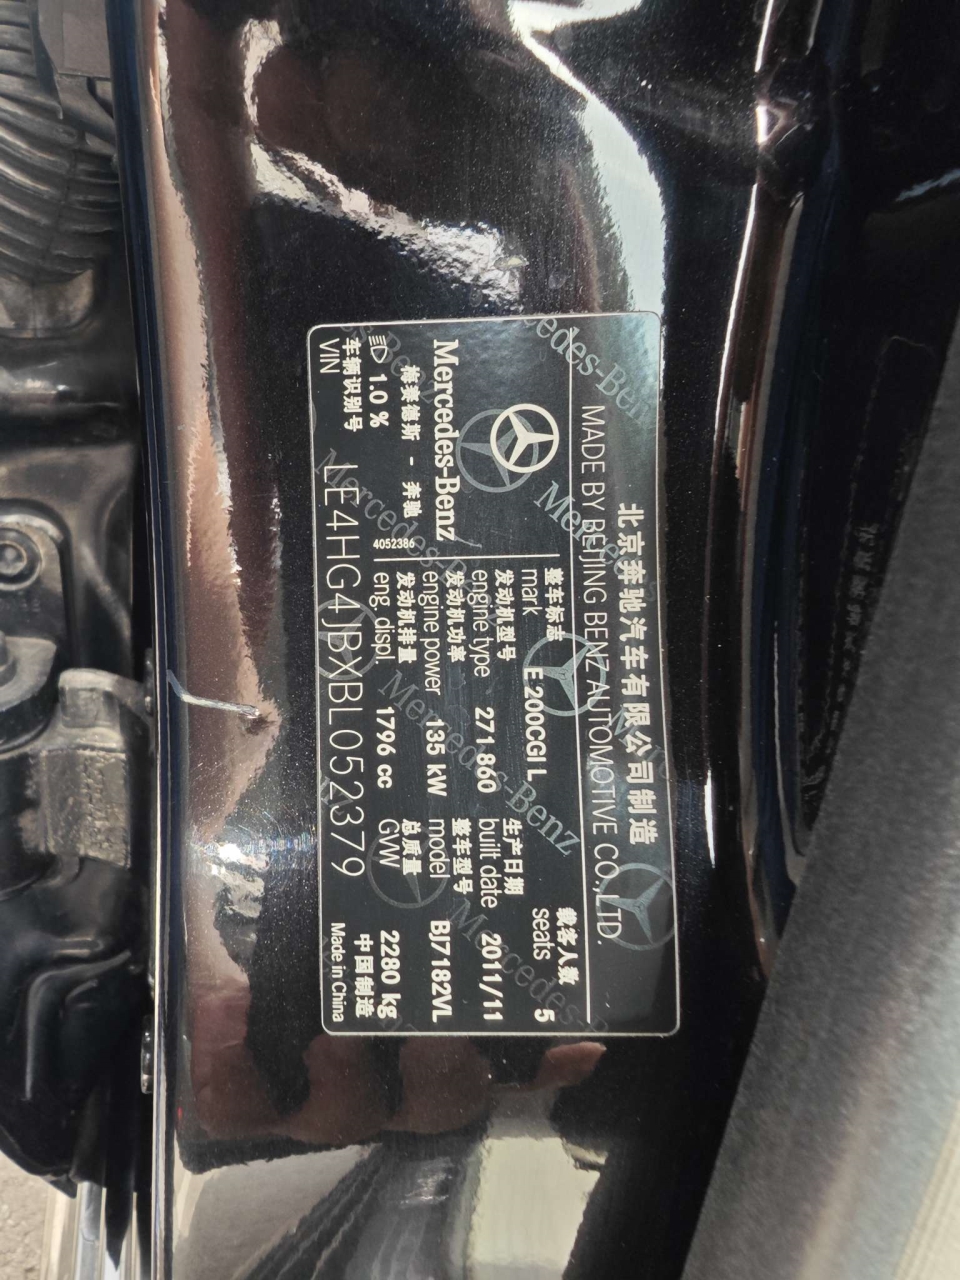 北京奔驰汽车有限公司制造
MADE BY BEIJING BENZ AUTOMOTIVE CO.,LTD.
Mercedes-Benz
梅赛德斯 - 奔驰
1.0 %
4052386
整车标志
mark E 200CGI L
载客人数
seats 5
发动机型号
engine type 271.860
生产日期
built date 2011/11
发动机功率
engine power 135 kW
整车型号
model BJ7182VL
发动机排量
eng. displ 1796 cc
总质量
GVW 2280 kg
车辆识别号
VIN LE4HG4JBXBL052379
中国制造
Made in China